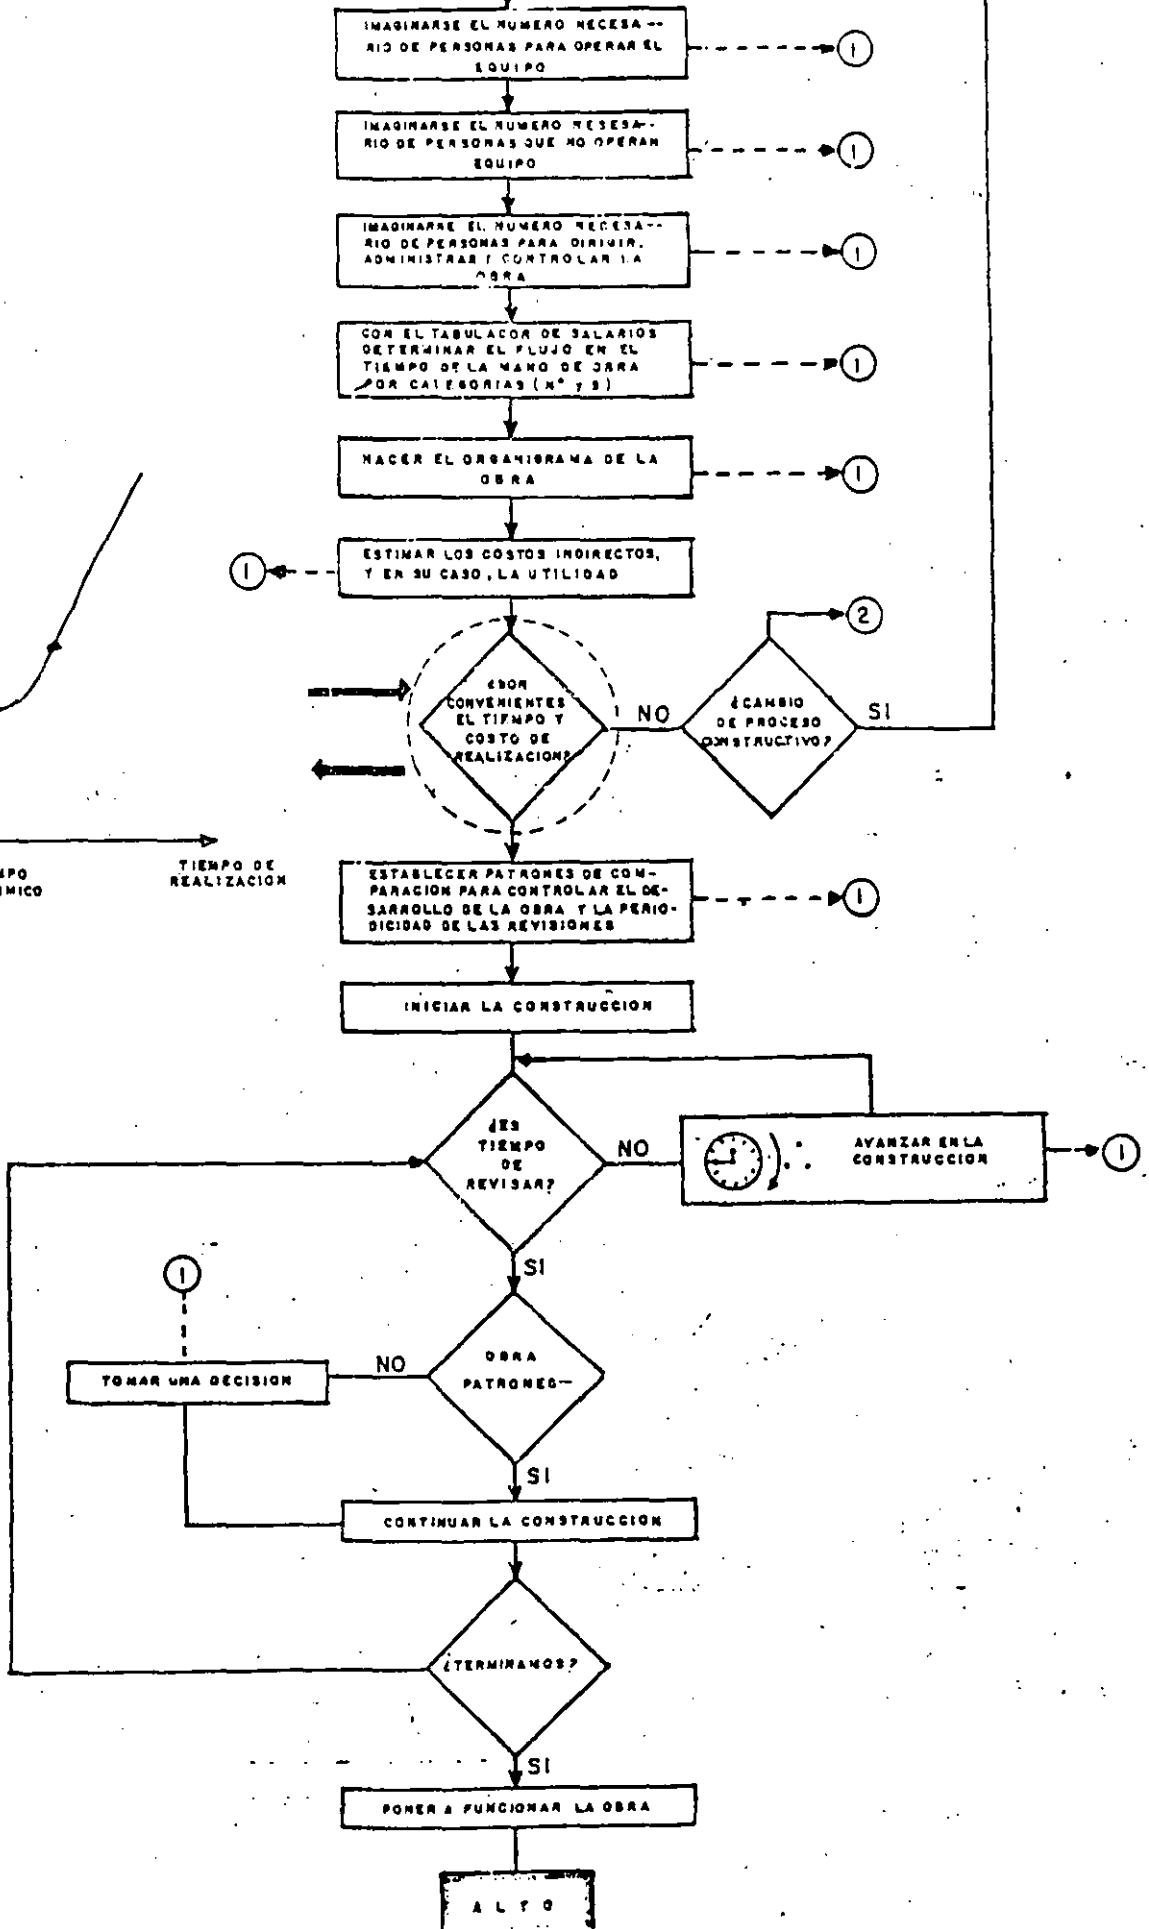 IMAGINARSE EL NUMERO NECESA--
RIO DE PERSONAS PARA OPERAR EL
EQUIPO
1
IMAGINARSE EL NUMERO NESESA--
RIO DE PERSONAS QUE NO OPERAN
EQUIPO
1
IMAGINARSE EL NUMERO NECESA--
RIO DE PERSONAS PARA DIRIGIR,
ADMINISTRAR Y CONTROLAR LA
OBRA
1
CON EL TABULADOR DE SALARIOS
DETERMINAR EL FLUJO EN EL
TIEMPO DE LA MANO DE OBRA
POR CATEGORIAS (Nº y $)
1
HACER EL ORGANIGRAMA DE LA
OBRA
1
ESTIMAR LOS COSTOS INDIRECTOS,
Y EN SU CASO, LA UTILIDAD
1
2
¿SON
CONVENIENTES
EL TIEMPO Y
COSTO DE
REALIZACION?
NO
¿CAMBIO
DE PROCESO
CONSTRUCTIVO?
SI
MPO
MICO
TIEMPO DE
REALIZACION
ESTABLECER PATRONES DE COM-
PARACION PARA CONTROLAR EL DE-
SARROLLO DE LA OBRA Y LA PERIO-
DICIDAD DE LAS REVISIONES
1
INICIAR LA CONSTRUCCION
¿ES
TIEMPO
DE
REVISAR?
NO
AVANZAR EN LA
CONSTRUCCION
1
SI
1
OBRA
PATRONES—
NO
TOMAR UNA DECISION
SI
CONTINUAR LA CONSTRUCCION
¿TERMINAMOS?
SI
PONER A FUNCIONAR LA OBRA
ALTO